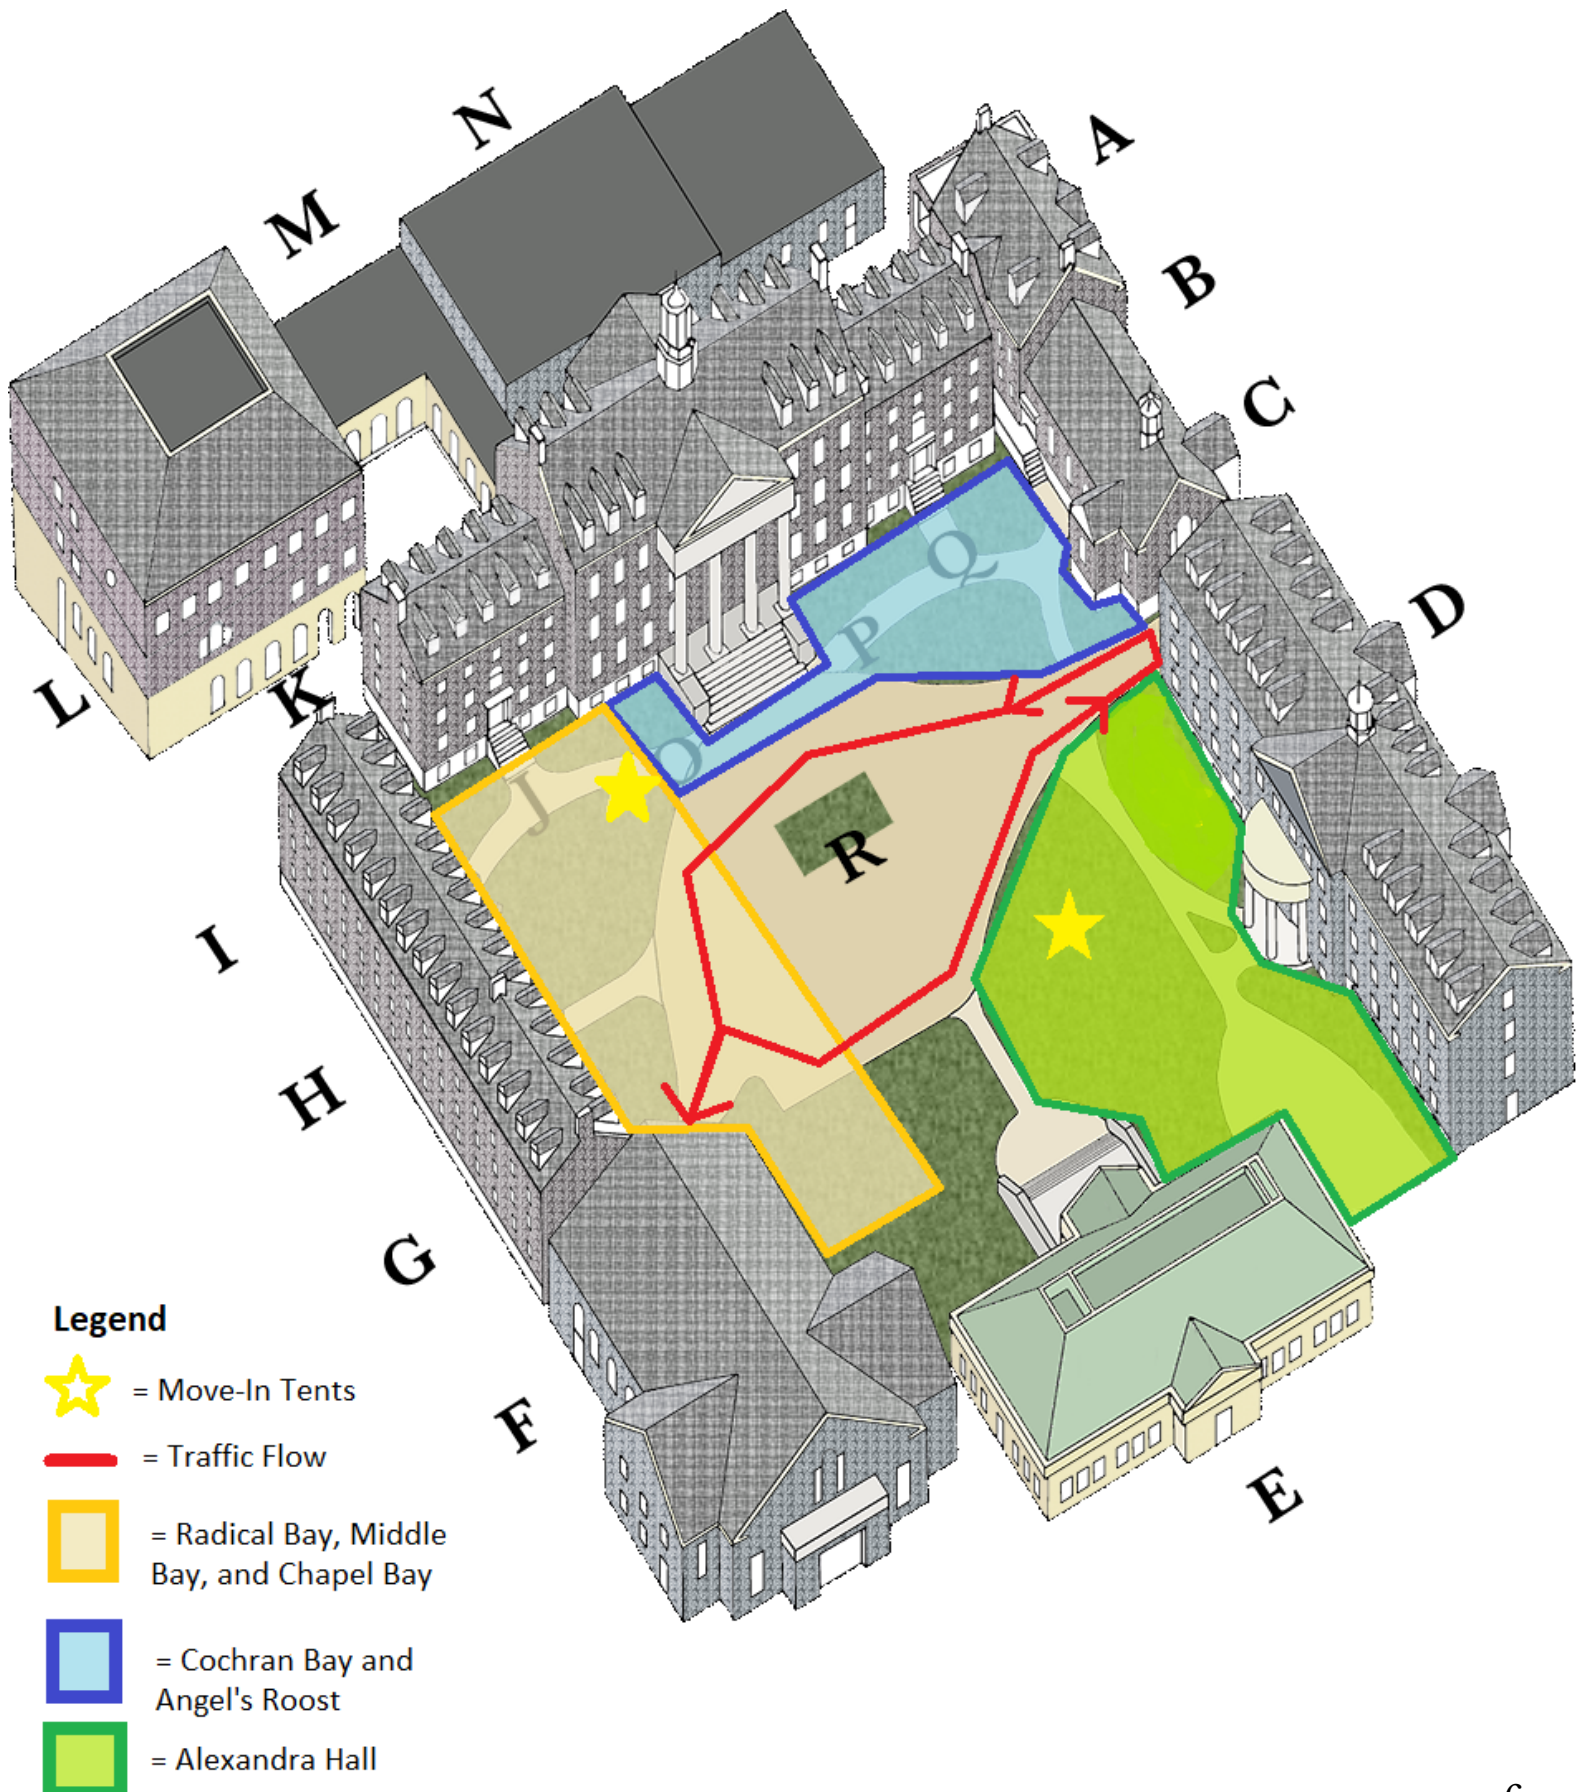 N
A
M
B
C
Q
D
P
L
K
O
J
R
I
H
G
F
E
Legend
= Move-In Tents
= Traffic Flow
= Radical Bay, Middle
Bay, and Chapel Bay
= Cochran Bay and
Angel's Roost
= Alexandra Hall